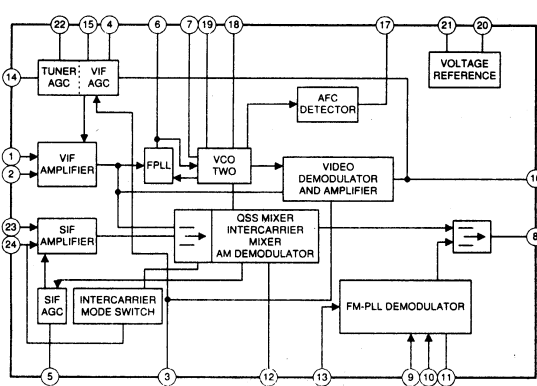 22
15
4
6
7
19
18
17
21
20
TUNER AGC
VIF AGC
VOLTAGE REFERENCE
14
AFC DETECTOR
1
2
VIF AMPLIFIER
FPLL
VCO TWO
VIDEO DEMODULATOR AND AMPLIFIER
23
24
SIF AMPLIFIER
QSS MIXER
INTERCARRIER
MIXER
AM DEMODULATOR
8
SIF AGC
INTERCARRIER MODE SWITCH
FM-PLL DEMODULATOR
5
3
12
13
9
10
11